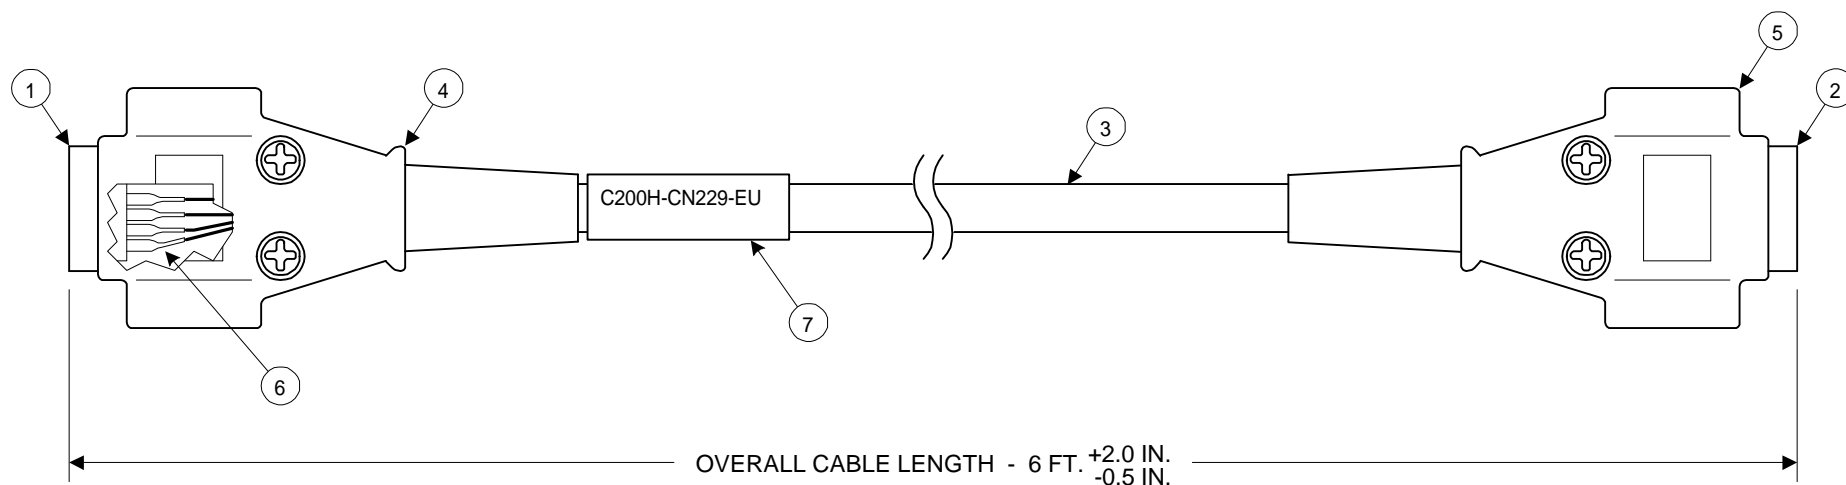 5
1
4
2
3
C200H-CN229-EU
7
6
OVERALL CABLE LENGTH - 6 FT. +2.0 IN.
-0.5 IN.